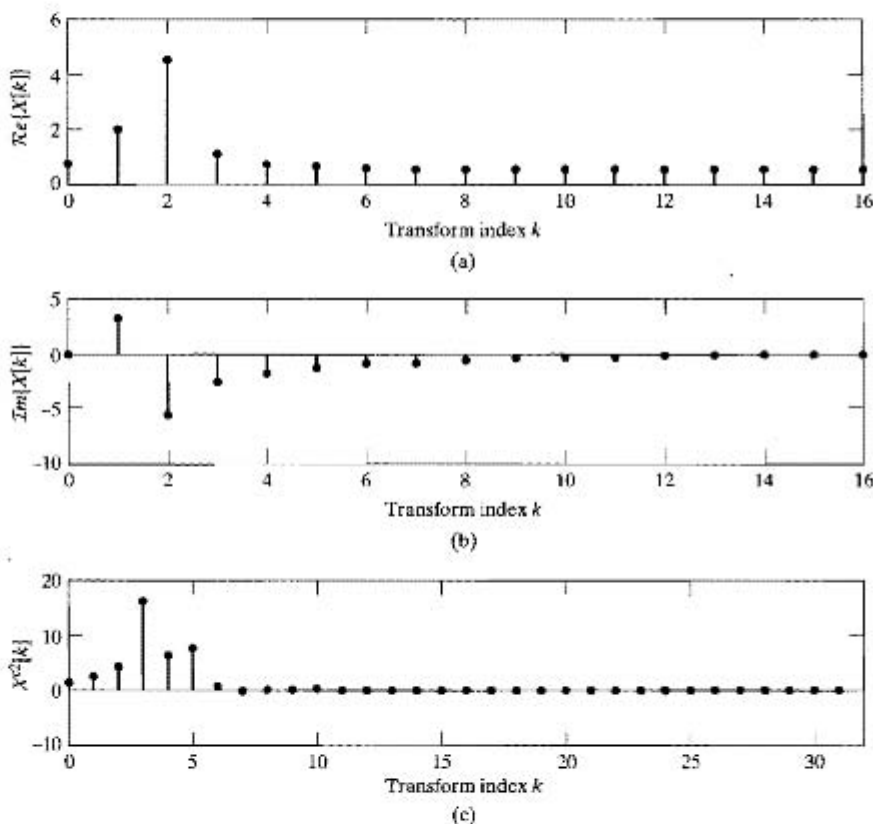 6
4
2
0
Re{X[k]}
0 2 4 6 8 10 12 14 16
Transform index k
(a)
5
0
−5
−10
Im{X[k]}
0 2 4 6 8 10 12 14 16
Transform index k
(b)
20
10
0
−10
X^{c2}[k]
0 5 10 15 20 25 30
Transform index k
(c)